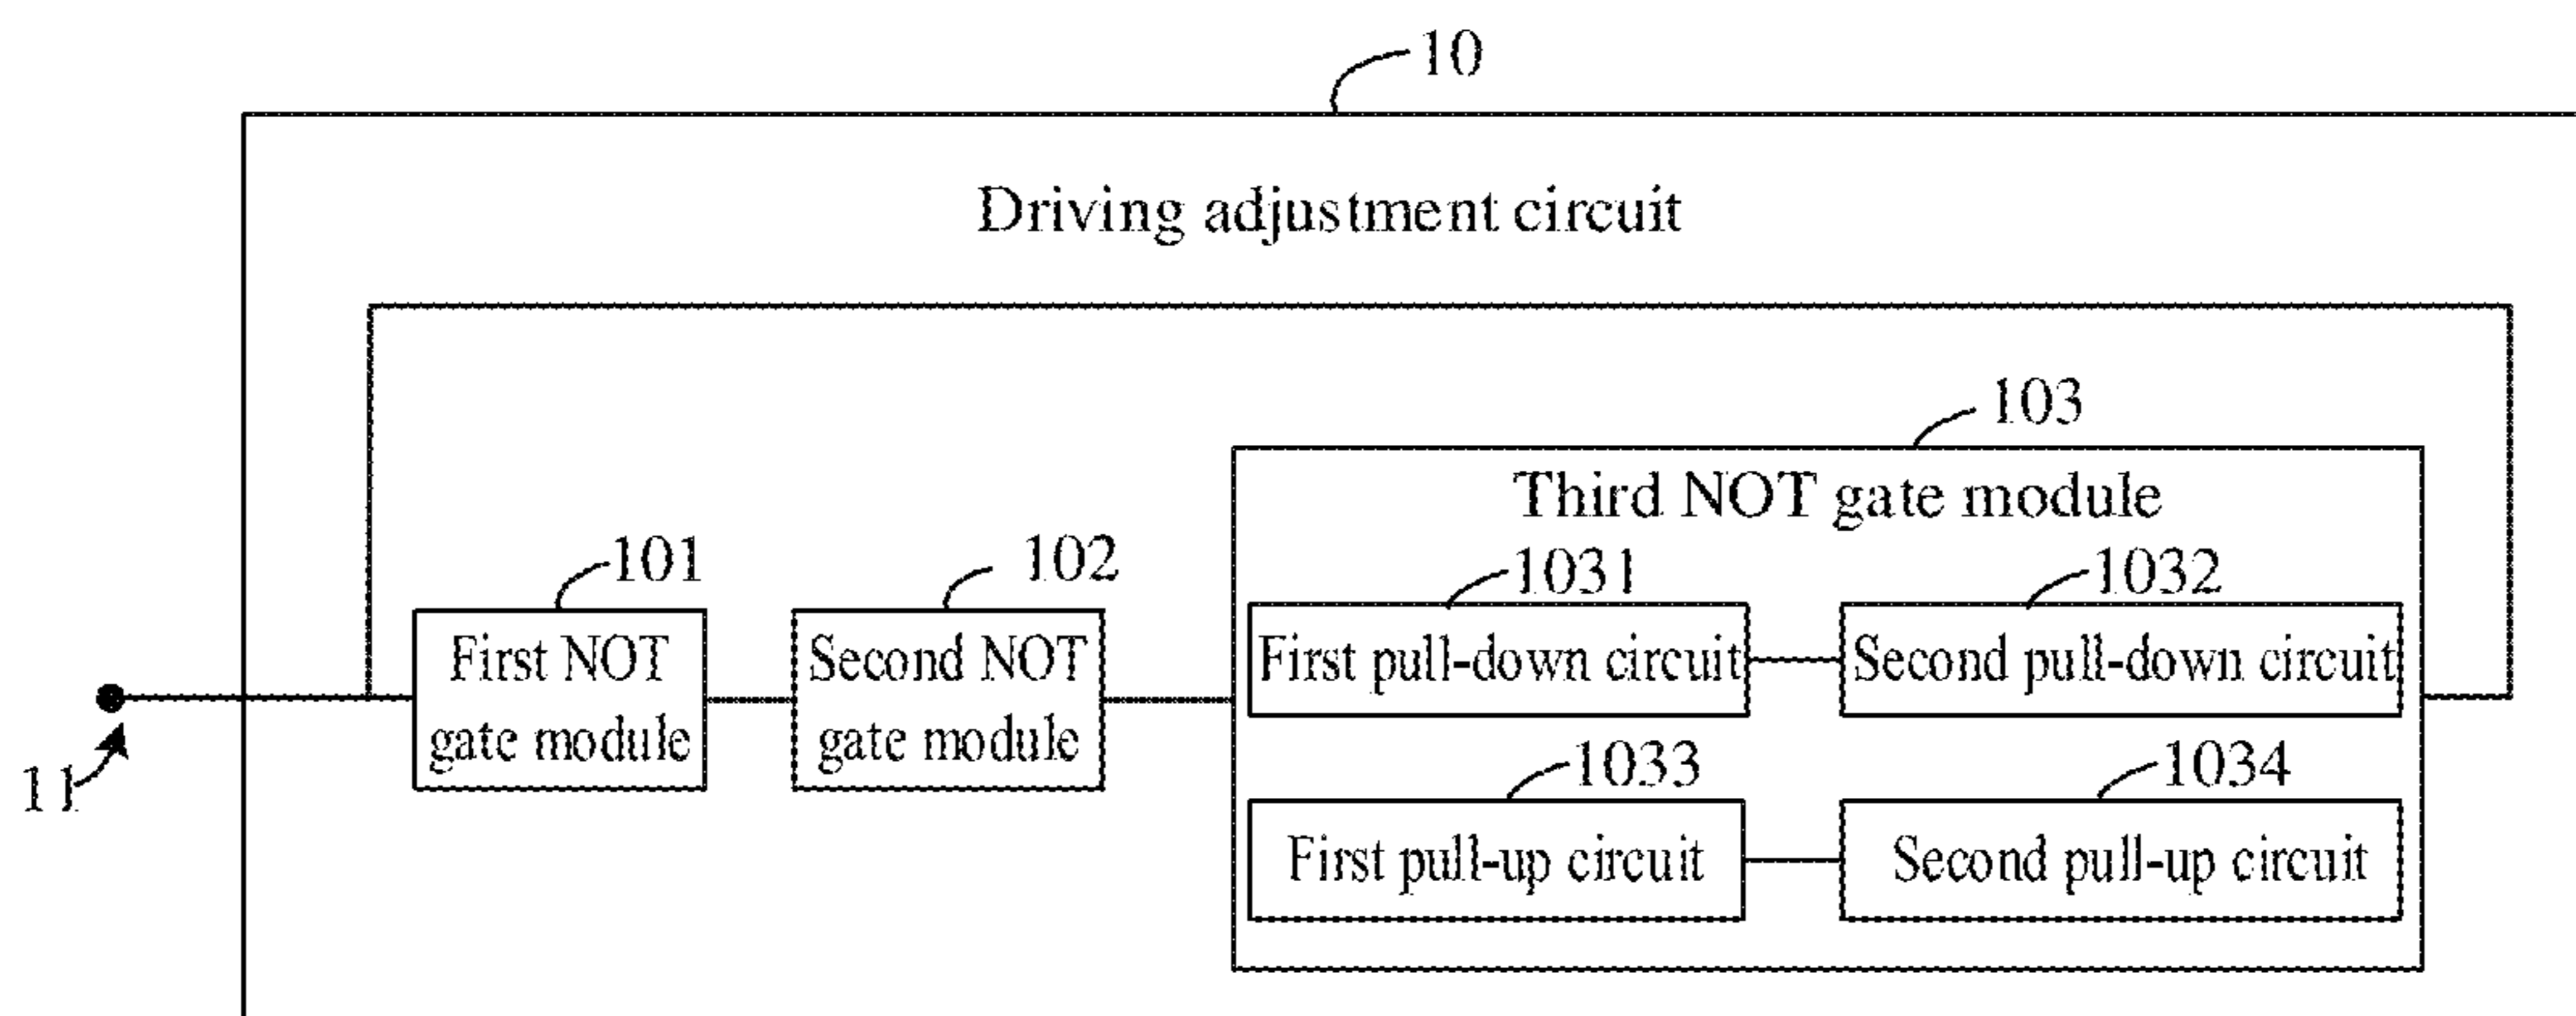 10
Driving adjustment circuit
103
Third NOT gate module
101
102
1031
1032
First NOT
gate module
Second NOT
gate module
First pull-down circuit
Second pull-down circuit
11
1033
1034
First pull-up circuit
Second pull-up circuit